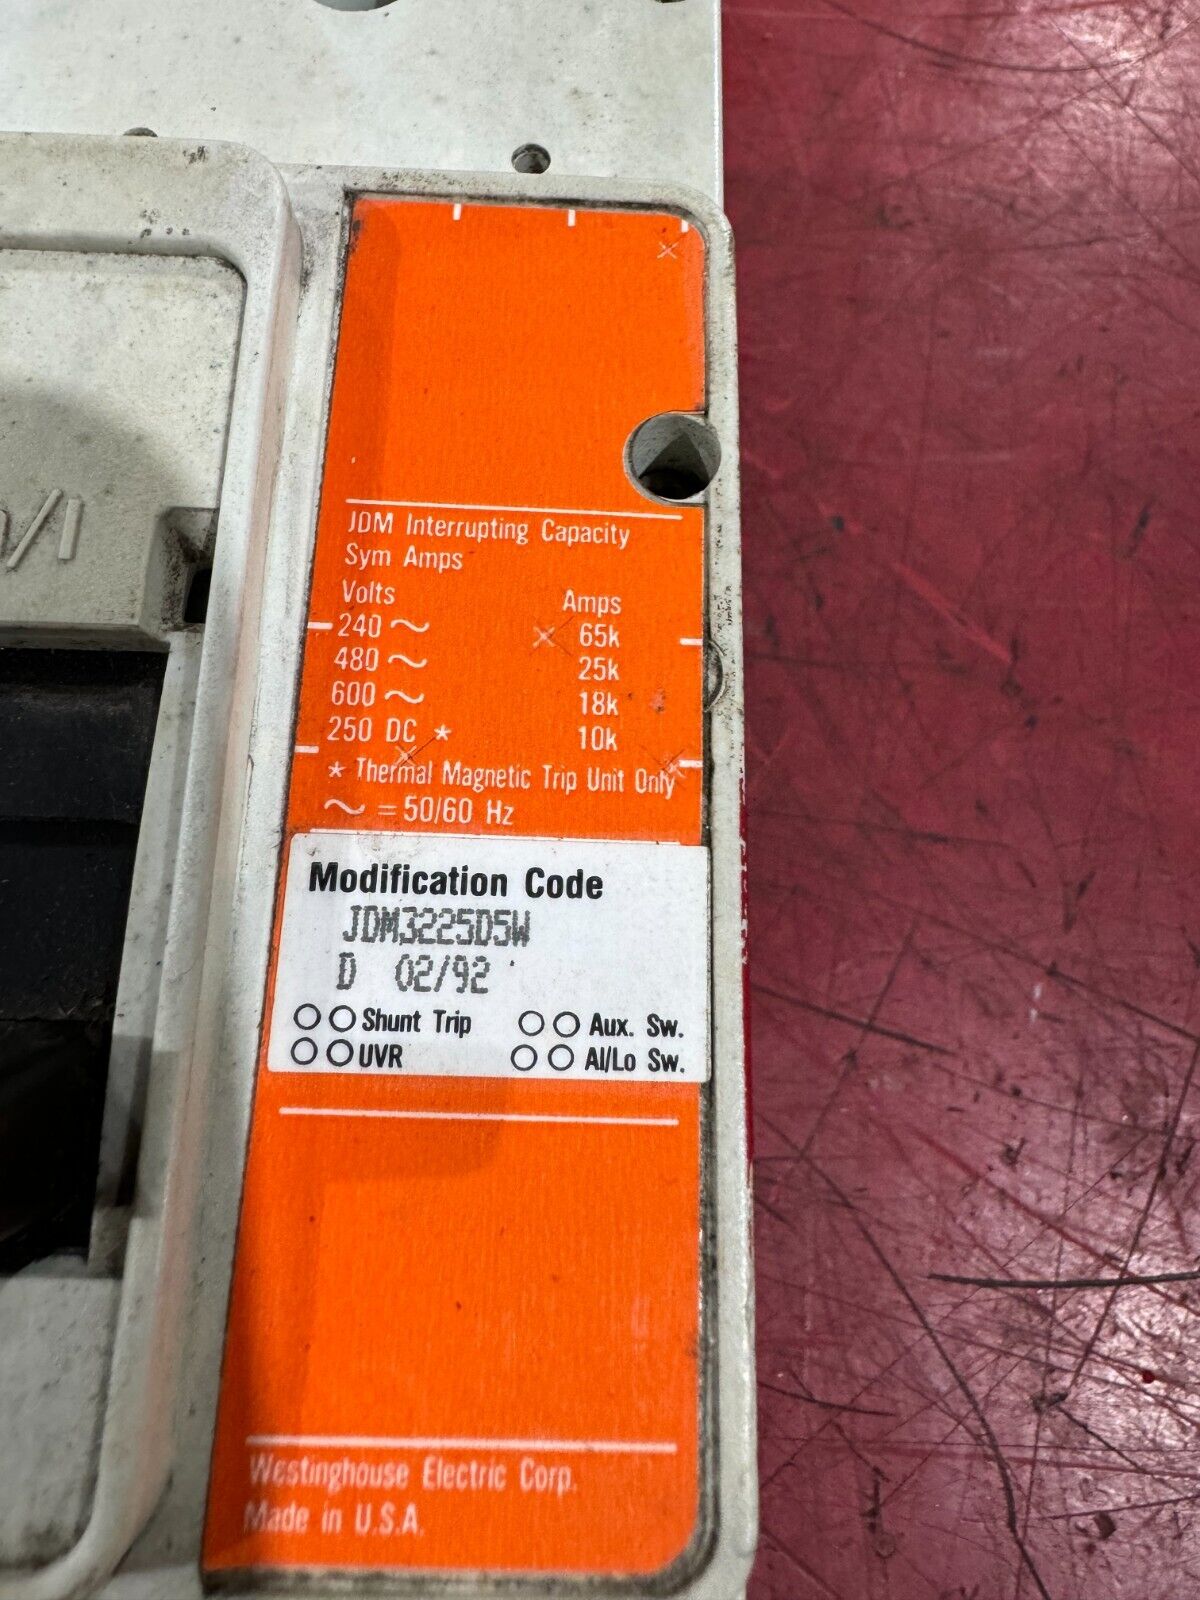 JDM Interrupting Capacity
Sym Amps
Volts Amps
240 ~ 65k
480 ~ 25k
600 ~ 18k
250 DC * 10k
* Thermal Magnetic Trip Unit Only
~ = 50/60 Hz
Modification Code
JDM3225D5W
D 02/92
Shunt Trip Aux. Sw.
UVR Al/Lo Sw.
Westinghouse Electric Corp.
Made in U.S.A.